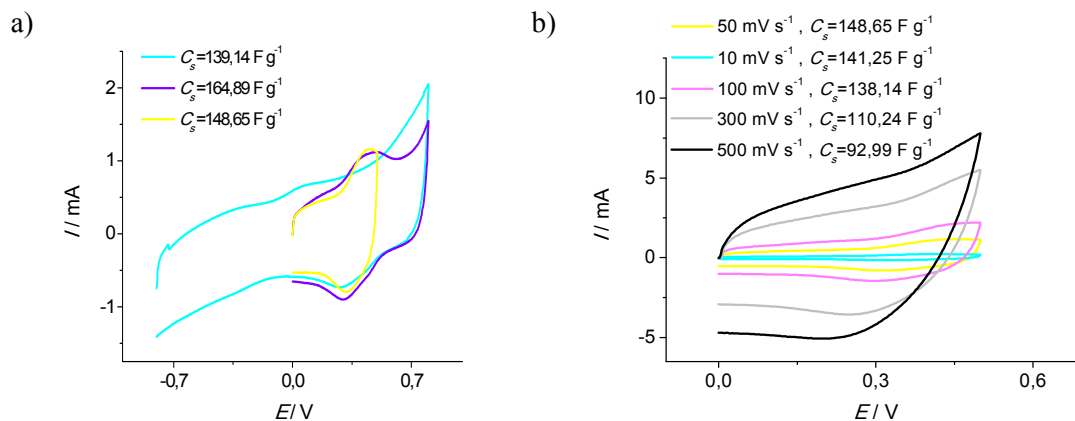 a)
C_s=139,14 F g⁻¹
C_s=164,89 F g⁻¹
C_s=148,65 F g⁻¹
2
1
0
-1
I / mA
-0,7 0,0 0,7
E / V
b)
50 mV s⁻¹ , C_s=148,65 F g⁻¹
10 mV s⁻¹ , C_s=141,25 F g⁻¹
100 mV s⁻¹ , C_s=138,14 F g⁻¹
300 mV s⁻¹ , C_s=110,24 F g⁻¹
500 mV s⁻¹ , C_s=92,99 F g⁻¹
10
5
0
-5
I / mA
0,0 0,3 0,6
E / V